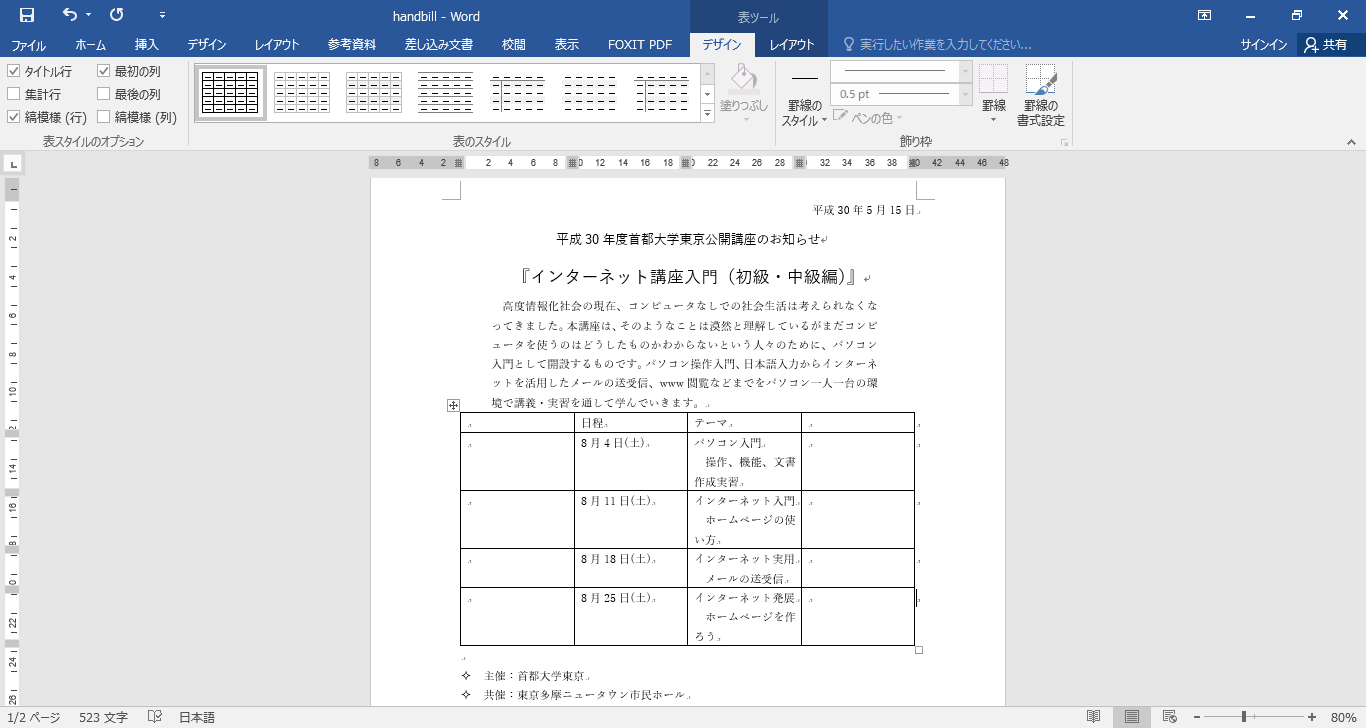 handbill - Word
表ツール
ファイル ホーム 挿入 デザイン レイアウト 参考資料 差し込み文書 校閲 表示 FOXIT PDF デザイン レイアウト 実行したい作業を入力してください... サインイン 共有
タイトル行 最初の列
集計行 最後の列
縞模様 (行) 縞模様 (列)
表スタイルのオプション
塗りつぶし
表のスタイル
罫線の
スタイル
0.5 pt
ペンの色
罫線
罫線の
書式設定
飾り枠
8 6 4 2 2 4 6 8 10 12 14 16 18 20 22 24 26 28 30 32 34 36 38 40 42 44 46 48
平成 30 年 5 月 15 日
平成 30 年度首都大学東京公開講座のお知らせ
『インターネット講座入門（初級・中級編）』
高度情報化社会の現在、コンピュータなしでの社会生活は考えられなくな
ってきました。本講座は、そのようなことは漠然と理解しているがまだコンピ
ュータを使うのはどうしたものかわからないという人々のために、パソコン
入門として開設するものです。パソコン操作入門、日本語入力からインターネ
ットを活用したメールの送受信、www 閲覧などまでをパソコン一人一台の環
境で講義・実習を通して学んでいきます。
日程 テーマ
8 月 4 日(土) パソコン入門
操作、機能、文書
作成実習
8 月 11 日(土) インターネット入門
ホームページの使
い方
8 月 18 日(土) インターネット実用
メールの送受信
8 月 25 日(土) インターネット発展
ホームページを作
ろう
✧ 主催：首都大学東京
✧ 共催：東京多摩ニュータウン市民ホール
1/2 ページ 523 文字 日本語 80%